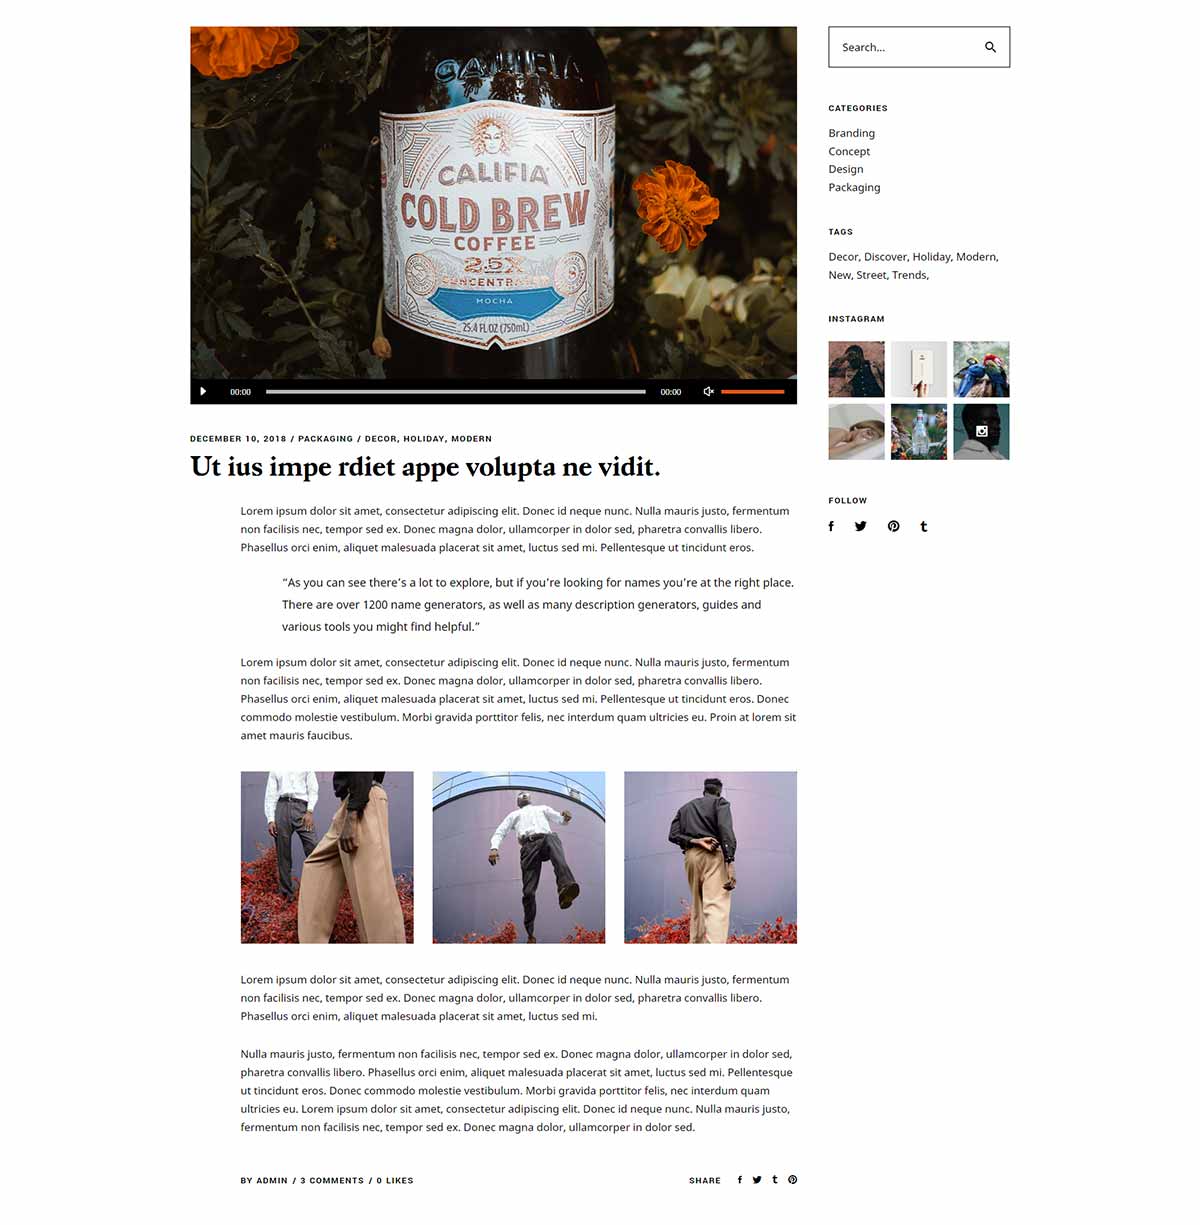 CALIFIA
CALIFIA
COLD BREW
COFFEE
2.5X
CONCENTRATE
MOCHA
25.4 FL OZ (750mL)
00:00
00:00
DECEMBER 10, 2018 / PACKAGING / DECOR, HOLIDAY, MODERN
Ut ius impe rdiet appe volupta ne vidit.
Lorem ipsum dolor sit amet, consectetur adipiscing elit. Donec id neque nunc. Nulla mauris justo, fermentum
non facilisis nec, tempor sed ex. Donec magna dolor, ullamcorper in dolor sed, pharetra convallis libero.
Phasellus orci enim, aliquet malesuada placerat sit amet, luctus sed mi. Pellentesque ut tincidunt eros.
“As you can see there’s a lot to explore, but if you’re looking for names you’re at the right place.
There are over 1200 name generators, as well as many description generators, guides and
various tools you might find helpful.”
Lorem ipsum dolor sit amet, consectetur adipiscing elit. Donec id neque nunc. Nulla mauris justo, fermentum
non facilisis nec, tempor sed ex. Donec magna dolor, ullamcorper in dolor sed, pharetra convallis libero.
Phasellus orci enim, aliquet malesuada placerat sit amet, luctus sed mi. Pellentesque ut tincidunt eros. Donec
commodo molestie vestibulum. Morbi gravida porttitor felis, nec interdum quam ultricies eu. Proin at lorem sit
amet mauris faucibus.
Lorem ipsum dolor sit amet, consectetur adipiscing elit. Donec id neque nunc. Nulla mauris justo, fermentum
non facilisis nec, tempor sed ex. Donec magna dolor, ullamcorper in dolor sed, pharetra convallis libero.
Phasellus orci enim, aliquet malesuada placerat sit amet, luctus sed mi.
Nulla mauris justo, fermentum non facilisis nec, tempor sed ex. Donec magna dolor, ullamcorper in dolor sed,
pharetra convallis libero. Phasellus orci enim, aliquet malesuada placerat sit amet, luctus sed mi. Pellentesque
ut tincidunt eros. Donec commodo molestie vestibulum. Morbi gravida porttitor felis, nec interdum quam
ultricies eu. Lorem ipsum dolor sit amet, consectetur adipiscing elit. Donec id neque nunc. Nulla mauris justo,
fermentum non facilisis nec, tempor sed ex. Donec magna dolor, ullamcorper in dolor sed.
BY ADMIN / 3 COMMENTS / 0 LIKES
SHARE
Search...
CATEGORIES
Branding
Concept
Design
Packaging
TAGS
Decor, Discover, Holiday, Modern,
New, Street, Trends,
INSTAGRAM
FOLLOW